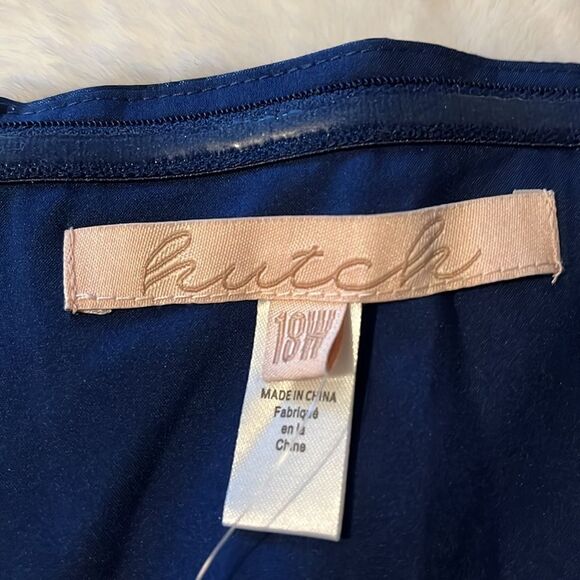 hutch
18W
MADE IN CHINA
Fabriqué
en la
Chine